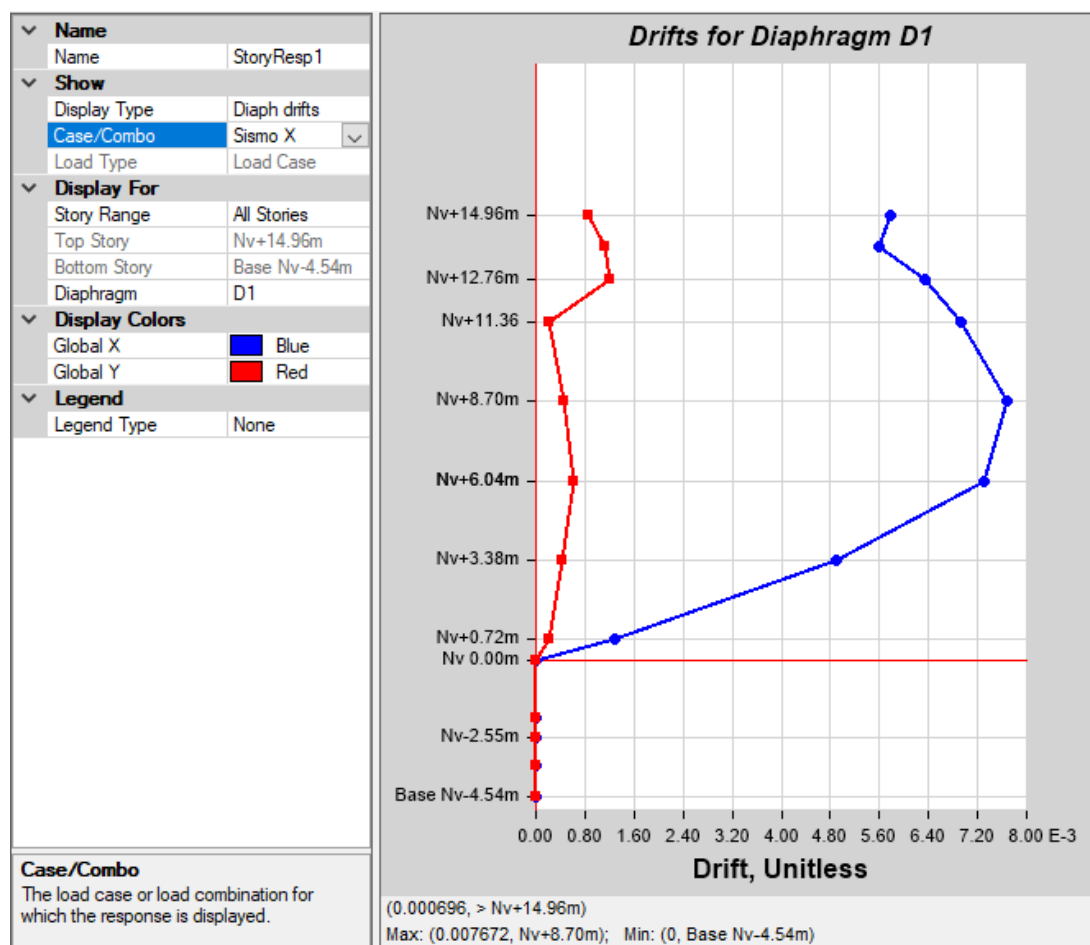 Name
Name StoryResp1
Show
Display Type Diaph drifts
Case/Combo Sismo X
Load Type Load Case
Display For
Story Range All Stories
Top Story Nv+14.96m
Bottom Story Base Nv-4.54m
Diaphragm D1
Display Colors
Global X Blue
Global Y Red
Legend
Legend Type None
Case/Combo
The load case or load combination for
which the response is displayed.
Drifts for Diaphragm D1
Nv+14.96m
Nv+12.76m
Nv+11.36
Nv+8.70m
Nv+6.04m
Nv+3.38m
Nv+0.72m
Nv 0.00m
Nv-2.55m
Base Nv-4.54m
0.00 0.80 1.60 2.40 3.20 4.00 4.80 5.60 6.40 7.20 8.00 E-3
Drift, Unitless
(0.000696, > Nv+14.96m)
Max: (0.007672, Nv+8.70m); Min: (0, Base Nv-4.54m)